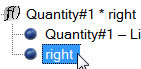 f() Quantity#1 * right
Quantity#1 – Li
right